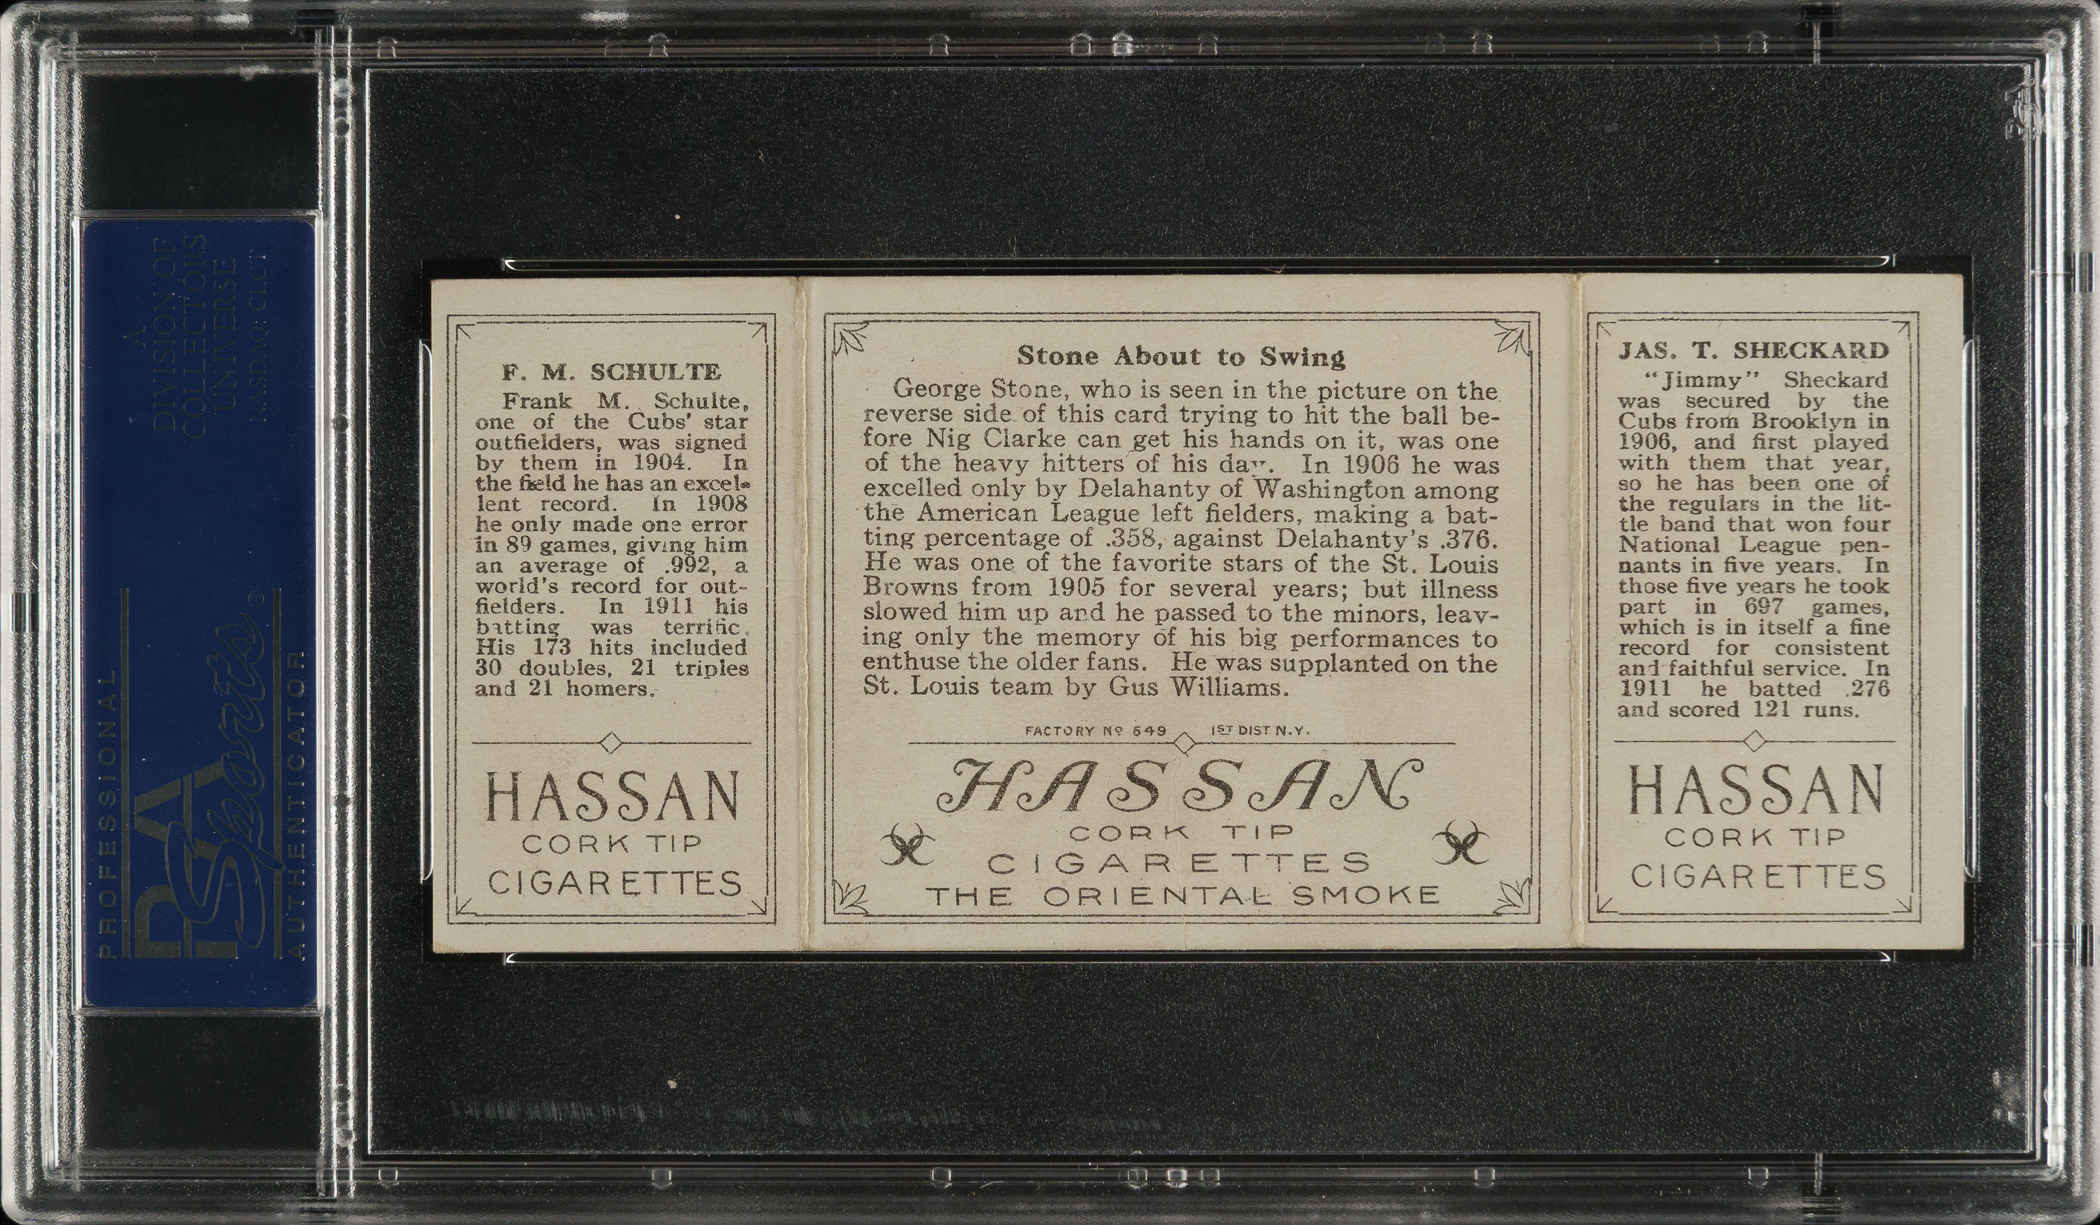 A
DIVISION OF
COLLECTORS
UNIVERSE
NASDAQ: CLCT
PROFESSIONAL
PSA
Sports®
AUTHENTICATOR
F. M. SCHULTE
Frank M. Schulte,
one of the Cubs' star
outfielders, was signed
by them in 1904. In
the field he has an excel-
lent record. In 1908
he only made one error
in 89 games, giving him
an average of .992, a
world's record for out-
fielders. In 1911 his
batting was terrific.
His 173 hits included
30 doubles, 21 triples
and 21 homers.
HASSAN
CORK TIP
CIGARETTES
Stone About to Swing
George Stone, who is seen in the picture on the
reverse side of this card trying to hit the ball be-
fore Nig Clarke can get his hands on it, was one
of the heavy hitters of his day. In 1906 he was
excelled only by Delahanty of Washington among
the American League left fielders, making a bat-
ting percentage of .358, against Delahanty's .376.
He was one of the favorite stars of the St. Louis
Browns from 1905 for several years; but illness
slowed him up and he passed to the minors, leav-
ing only the memory of his big performances to
enthuse the older fans. He was supplanted on the
St. Louis team by Gus Williams.
FACTORY Nº 649 1ST DIST N.Y.
HASSAN
CORK TIP
CIGARETTES
THE ORIENTAL SMOKE
JAS. T. SHECKARD
"Jimmy" Sheckard
was secured by the
Cubs from Brooklyn in
1906, and first played
with them that year,
so he has been one of
the regulars in the lit-
tle band that won four
National League pen-
nants in five years. In
those five years he took
part in 697 games,
which is in itself a fine
record for consistent
and faithful service. In
1911 he batted .276
and scored 121 runs.
HASSAN
CORK TIP
CIGARETTES